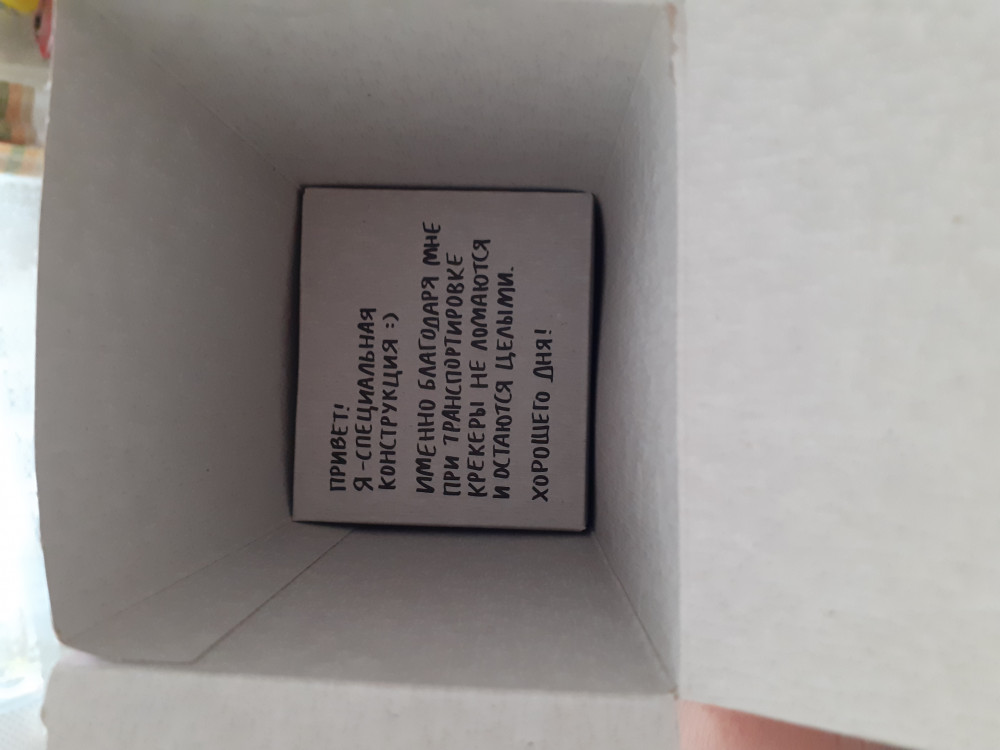 ПРИВЕТ!
Я-СПЕЦИАЛЬНАЯ
КОНСТРУКЦИЯ :)
ИМЕННО БЛАГОДАРЯ МНЕ
ПРИ ТРАНСПОРТИРОВКЕ
КРЕКЕРЫ НЕ ЛОМАЮТСЯ
И ОСТАЮТСЯ ЦЕЛЫМИ.
ХОРОШЕГО ДНЯ!